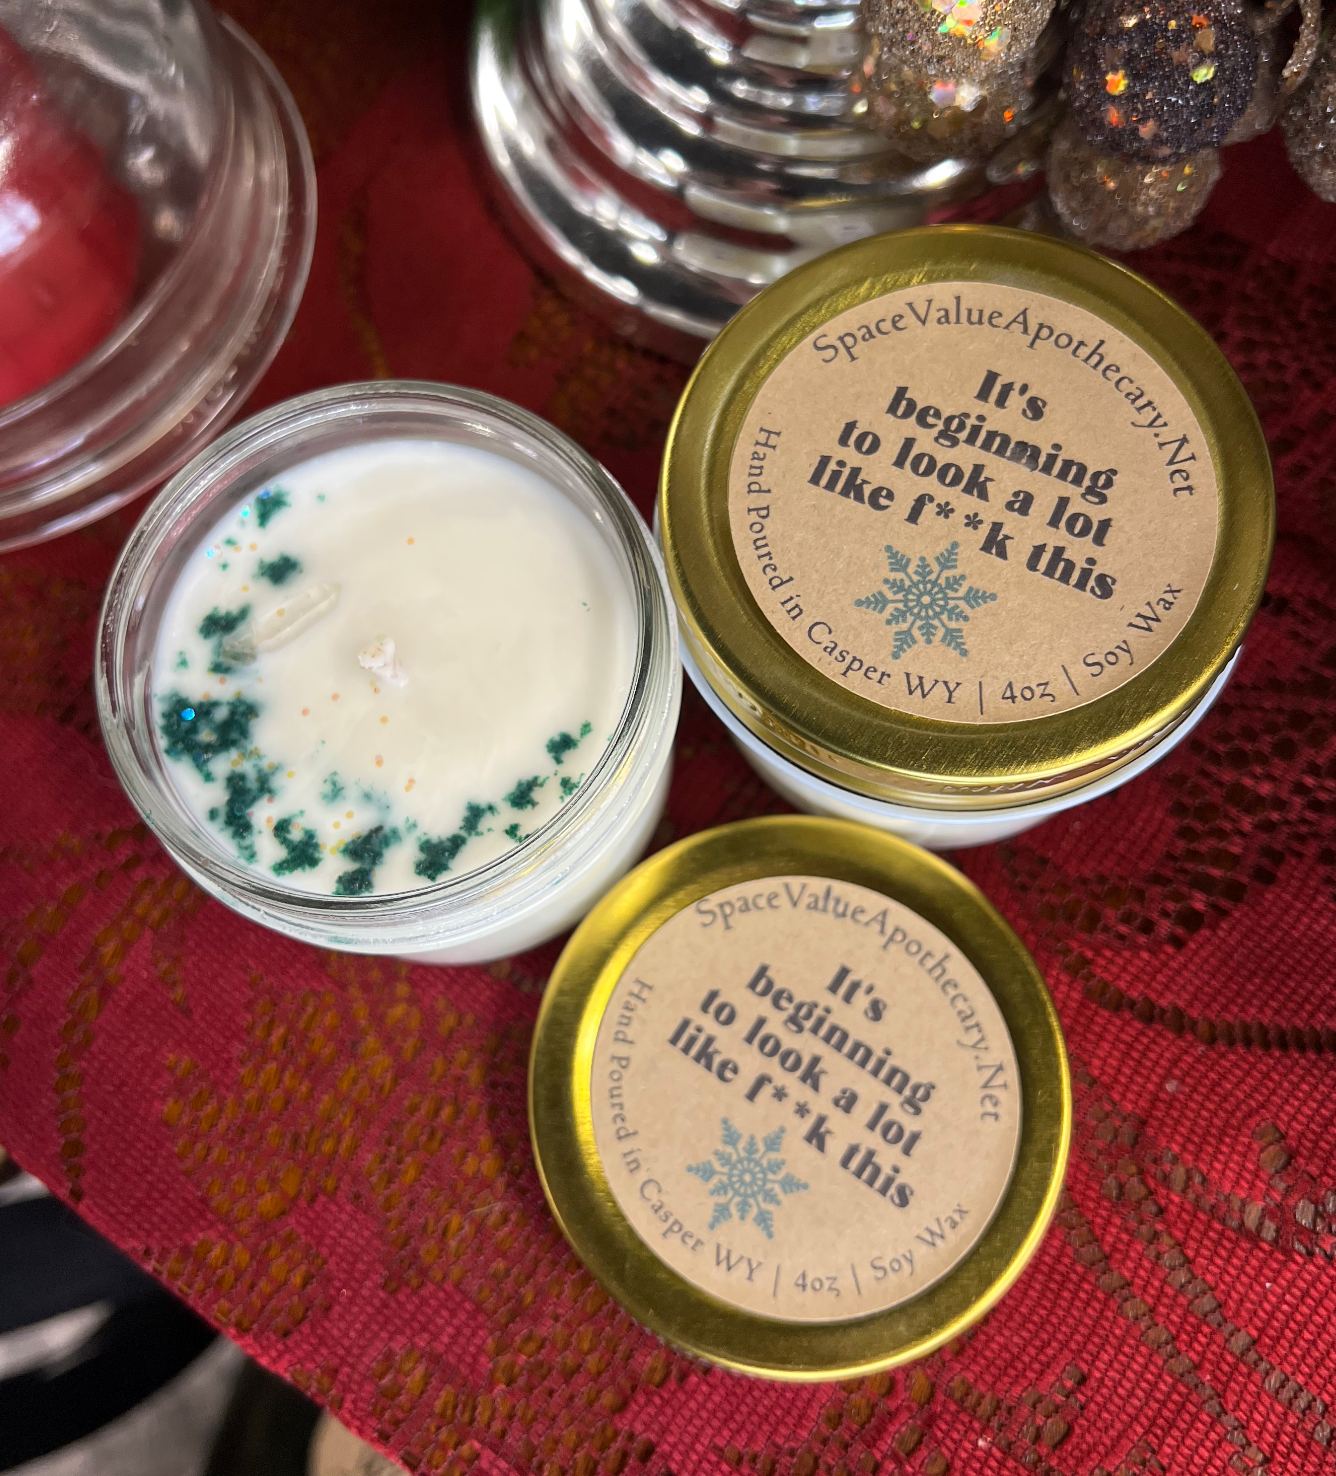 SpaceValueApothecary.Net
It's
beginning
to look a lot
like f**k this
Hand Poured in Casper WY | 4oz | Soy Wax
SpaceValueApothecary.Net
It's
beginning
to look a lot
like f**k this
Hand Poured in Casper WY | 4oz | Soy Wax